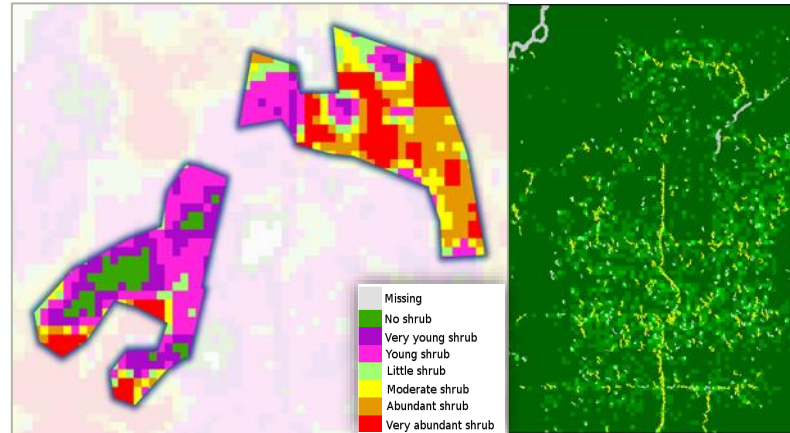 Missing
No shrub
Very young shrub
Young shrub
Little shrub
Moderate shrub
Abundant shrub
Very abundant shrub